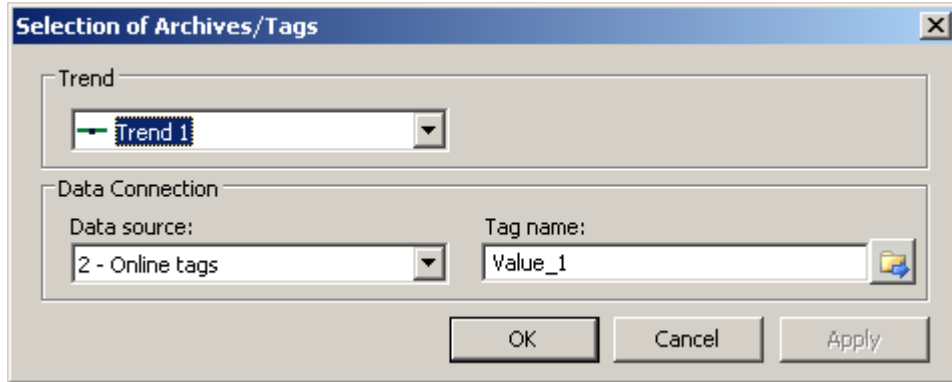 Selection of Archives/Tags
Trend
Trend 1
Data Connection
Data source:
Tag name:
2 - Online tags
Value_1
OK
Cancel
Apply